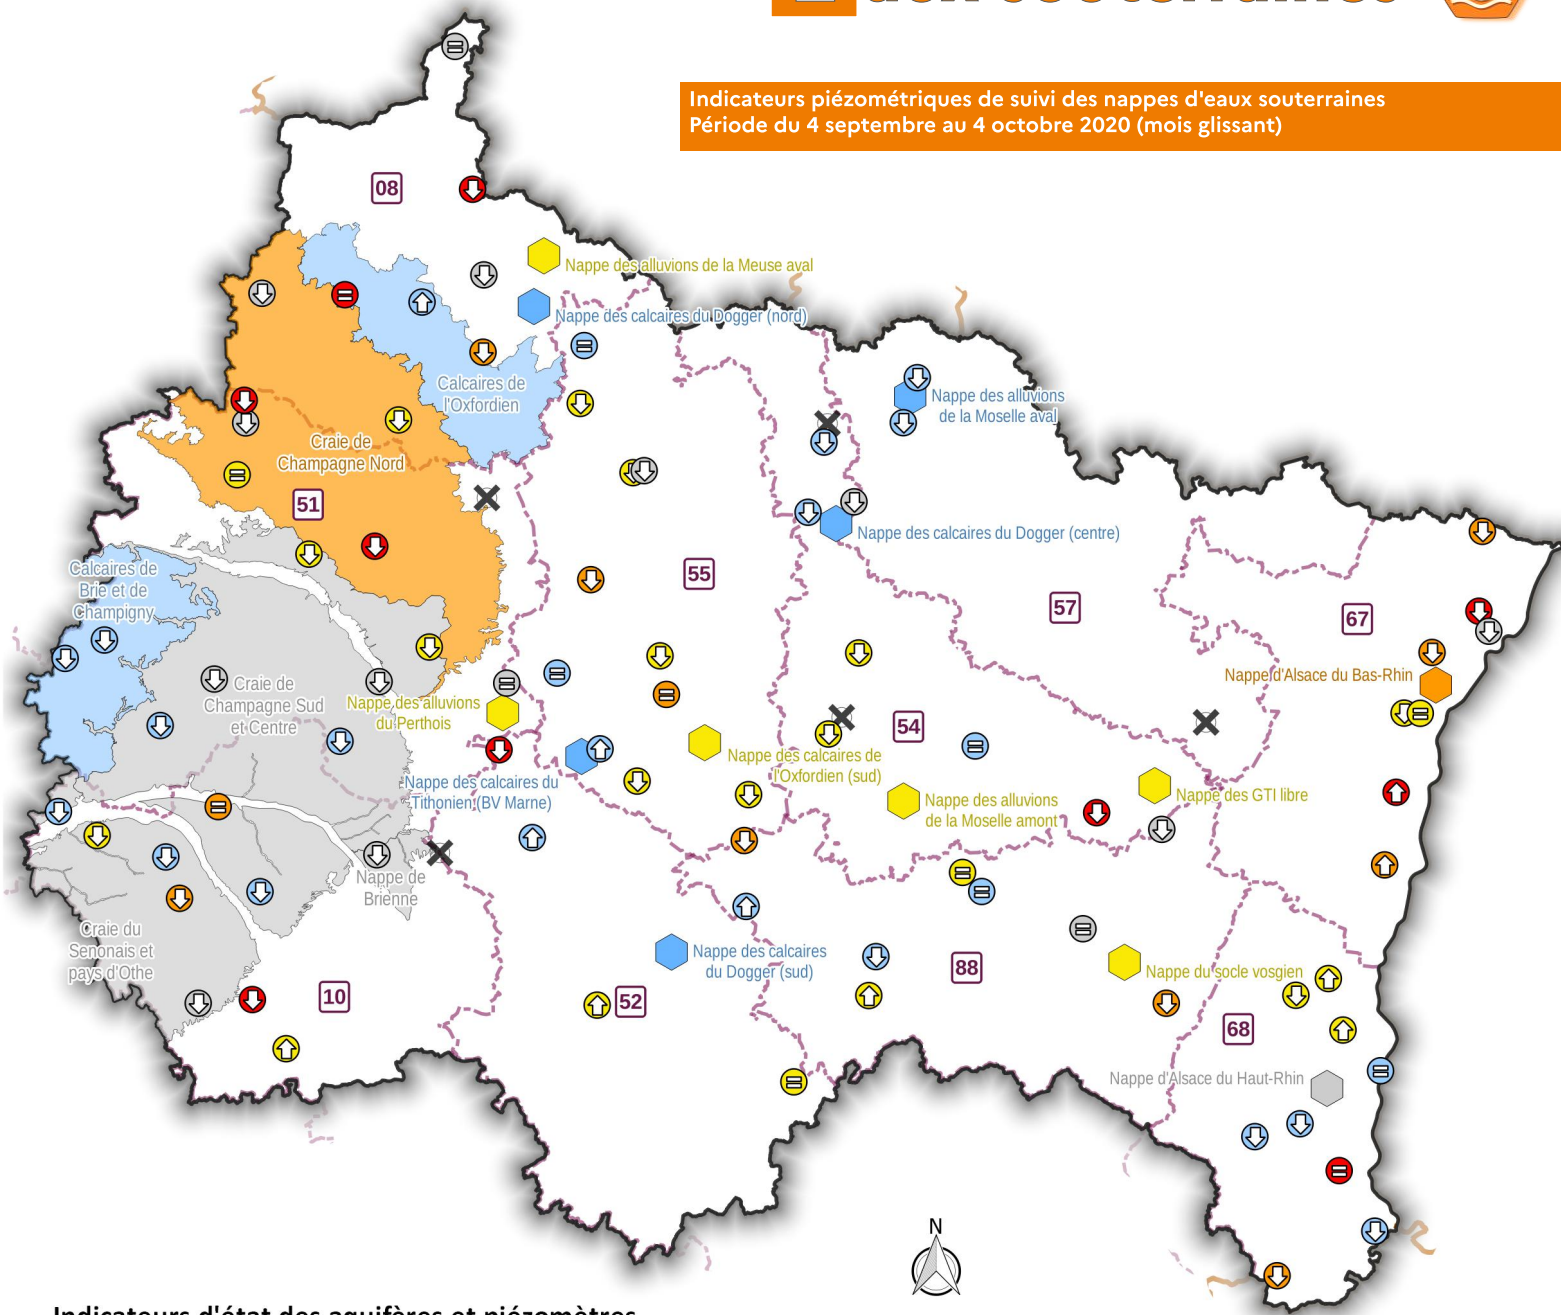 Indicateurs piézométriques de suivi des nappes d'eaux souterraines
Période du 4 septembre au 4 octobre 2020 (mois glissant)
08
Nappe des alluvions de la Meuse aval
Nappe des calcaires du Dogger (nord)
Calcaires de
l'Oxfordien
Nappe des alluvions
de la Moselle aval
Craie de
Champagne Nord
51
Nappe des calcaires du Dogger (centre)
Calcaires de
Brie et de
Champigny
55
57
67
Nappe d'Alsace du Bas-Rhin
Craie de
Champagne Sud
et Centre
Nappe des alluvions
du Perthois
54
Nappe des calcaires de
l'Oxfordien (sud)
Nappe des calcaires du
Tithonien (BV Marne)
Nappe des alluvions
de la Moselle amont
Nappe des GTI libre
Nappe de
Brienne
Craie du
Senonais et
pays d'Othe
Nappe des calcaires
du Dogger (sud)
88
Nappe du socle vosgien
10
52
68
Nappe d'Alsace du Haut-Rhin
N
Indicateurs d'état des aquifères et piézomètres